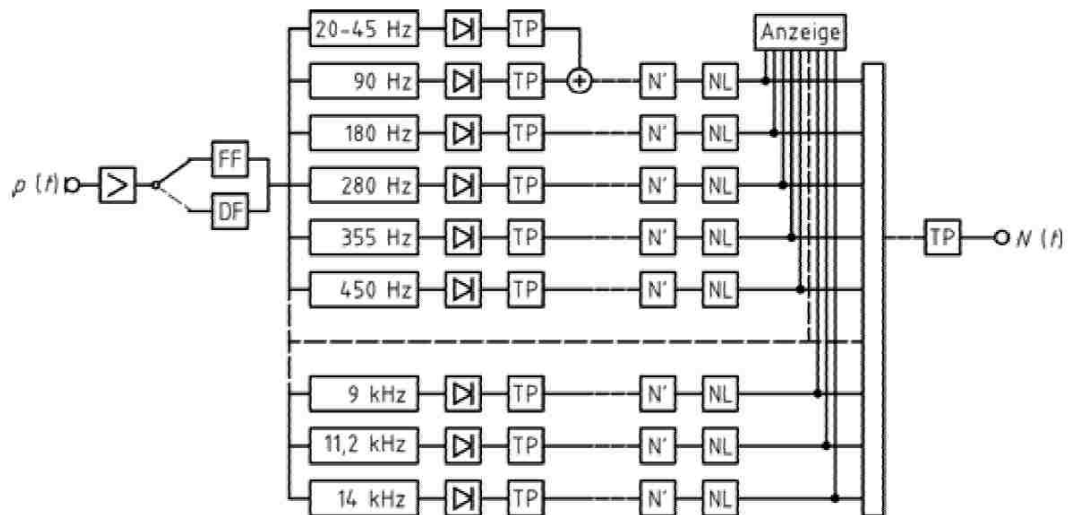 20-45 Hz TP Anzeige
90 Hz TP + N' NL
180 Hz TP N' NL
FF
p (t) > 280 Hz TP N' NL
DF
355 Hz TP N' NL TP N (t)
450 Hz TP N' NL
9 kHz TP N' NL
11,2 kHz TP N' NL
14 kHz TP N' NL